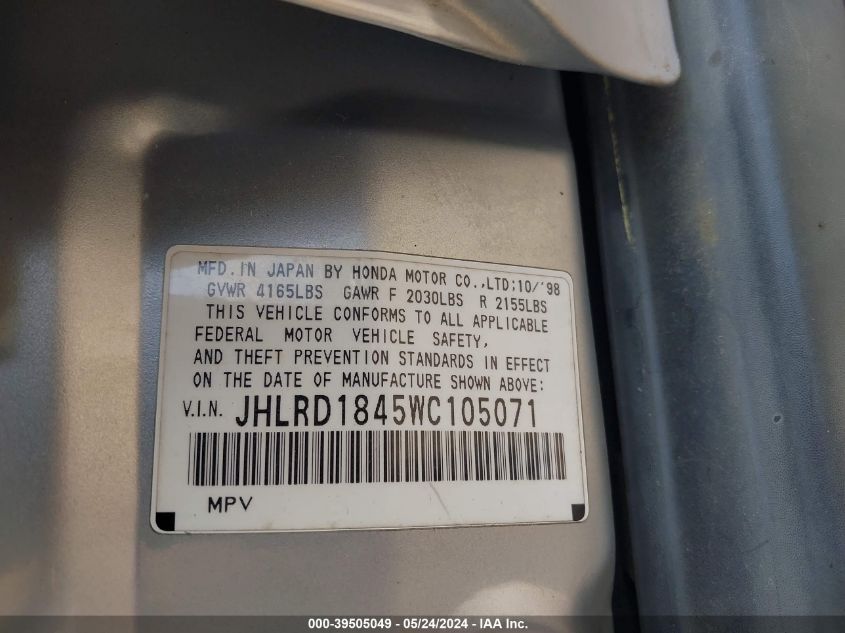 MFD. IN JAPAN BY HONDA MOTOR CO.,LTD;10/'98
GVWR 4165LBS GAWR F 2030LBS R 2155LBS
THIS VEHICLE CONFORMS TO ALL APPLICABLE
FEDERAL MOTOR VEHICLE SAFETY,
AND THEFT PREVENTION STANDARDS IN EFFECT
ON THE DATE OF MANUFACTURE SHOWN ABOVE:
V.I.N. JHLRD1845WC105071
MPV
000-39505049 - 05/24/2024 - IAA Inc.